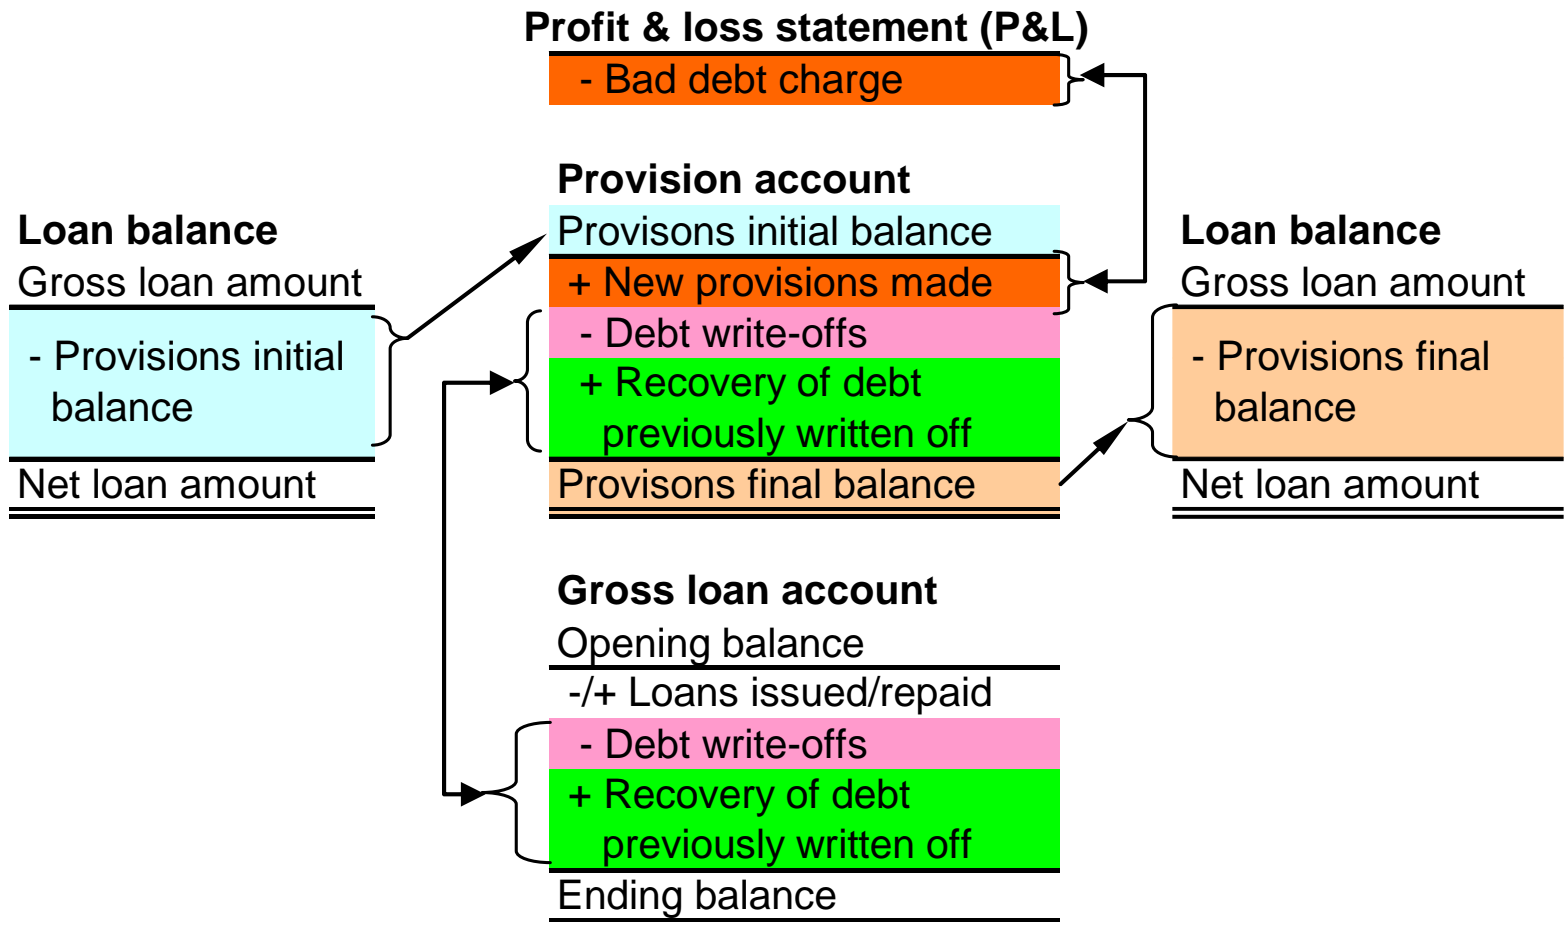 Profit & loss statement (P&L)
- Bad debt charge
Loan balance
Gross loan amount
- Provisions initial
balance
Net loan amount
Provision account
Provisons initial balance
+ New provisions made
- Debt write-offs
+ Recovery of debt
previously written off
Provisons final balance
Loan balance
Gross loan amount
- Provisions final
balance
Net loan amount
Gross loan account
Opening balance
-/+ Loans issued/repaid
- Debt write-offs
+ Recovery of debt
previously written off
Ending balance